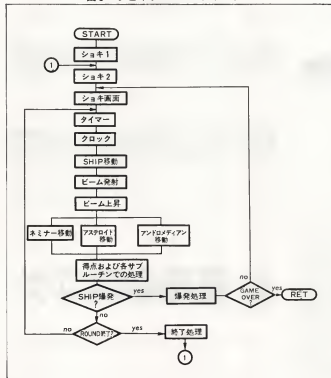 START
ショキ1
1
ショキ2
ショキ画面
タイマー
クロック
SHIP移動
ビーム発射
ビーム上昇
ネミナー移動
アステロイト
移動
アンドロメディアン
移動
得点および各サブ
ルーチンでの処理
SHIP爆発
?
yes
爆発処理
no
GAME
OVER
?
yes
RET
no
no
ROUND終了?
yes
終了処理
1